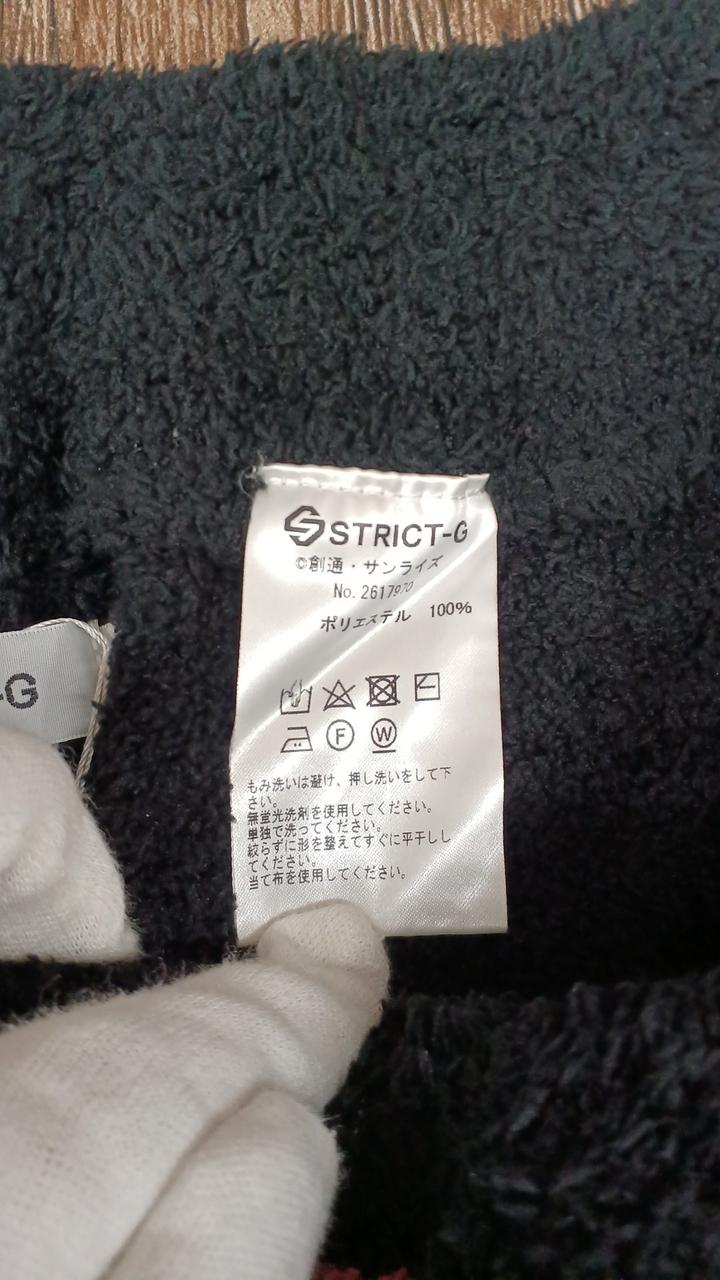 STRICT-G
©創通・サンライズ
No. 2617970
ポリエステル 100%
-G
F
W
もみ洗いは避け、押し洗いをして下
さい。
無蛍光洗剤を使用してください。
単独で洗ってください。
絞らずに形を整えてすぐに平干しし
てください。
当て布を使用してください。